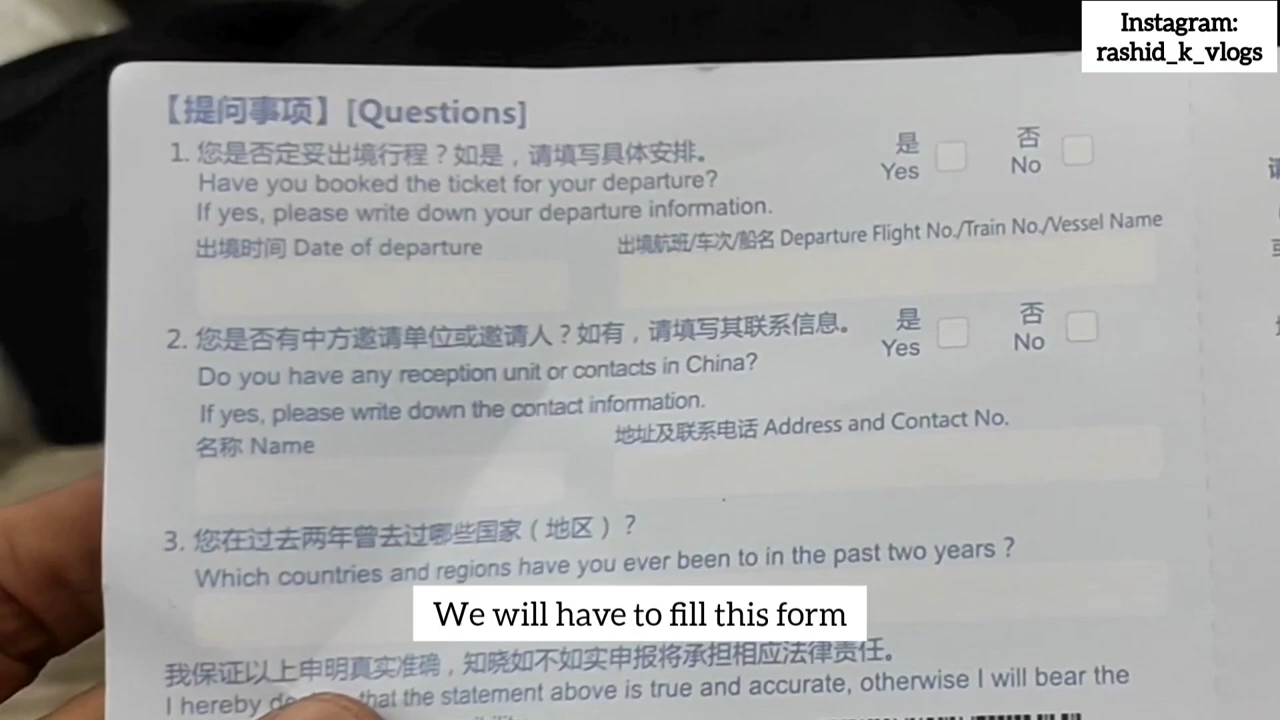 Instagram:
rashid_k_vlogs
【提问事项】[Questions]
1. 您是否定妥出境行程？如是，请填写具体安排。
是 否
Yes No
Have you booked the ticket for your departure?
If yes, please write down your departure information.
出境时间 Date of departure
出境航班/车次/船名 Departure Flight No./Train No./Vessel Name
2. 您是否有中方邀请单位或邀请人？如有，请填写其联系信息。
是 否
Yes No
Do you have any reception unit or contacts in China?
If yes, please write down the contact information.
名称 Name
地址及联系电话 Address and Contact No.
3. 您在过去两年曾去过哪些国家（地区）？
Which countries and regions have you ever been to in the past two years ?
We will have to fill this form
我保证以上申明真实准确，知晓如不如实申报将承担相应法律责任。
I hereby that the statement above is true and accurate, otherwise I will bear the